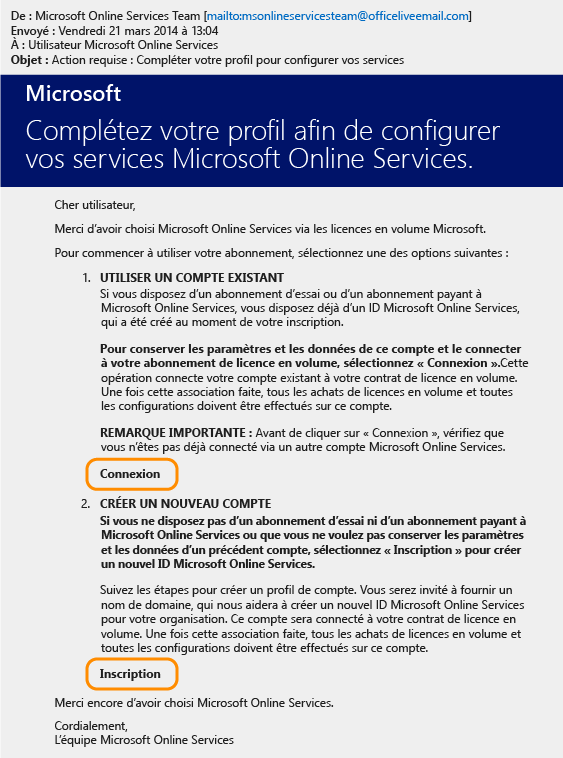 De : Microsoft Online Services Team [mailto:msonlineservicesteam@officeliveemail.com]
Envoyé : Vendredi 21 mars 2014 à 13:04
À : Utilisateur Microsoft Online Services
Objet : Action requise : Compléter votre profil pour configurer vos services
Microsoft
Complétez votre profil afin de configurer
vos services Microsoft Online Services.
Cher utilisateur,
Merci d’avoir choisi Microsoft Online Services via les licences en volume Microsoft.
Pour commencer à utiliser votre abonnement, sélectionnez une des options suivantes :
1. UTILISER UN COMPTE EXISTANT
Si vous disposez d’un abonnement d’essai ou d’un abonnement payant à
Microsoft Online Services, vous disposez déjà d’un ID Microsoft Online Services,
qui a été créé au moment de votre inscription.
Pour conserver les paramètres et les données de ce compte et le connecter
à votre abonnement de licence en volume, sélectionnez « Connexion ».Cette
opération connecte votre compte existant à votre contrat de licence en volume.
Une fois cette association faite, tous les achats de licences en volume et toutes
les configurations doivent être effectués sur ce compte.
REMARQUE IMPORTANTE : Avant de cliquer sur « Connexion », vérifiez que
vous n’êtes pas déjà connecté via un autre compte Microsoft Online Services.
Connexion
2. CRÉER UN NOUVEAU COMPTE
Si vous ne disposez pas d’un abonnement d’essai ni d’un abonnement payant à
Microsoft Online Services ou que vous ne voulez pas conserver les paramètres
et les données d’un précédent compte, sélectionnez « Inscription » pour créer
un nouvel ID Microsoft Online Services.
Suivez les étapes pour créer un profil de compte. Vous serez invité à fournir un
nom de domaine, qui nous aidera à créer un nouvel ID Microsoft Online Services
pour votre organisation. Ce compte sera connecté à votre contrat de licence en
volume. Une fois cette association faite, tous les achats de licences en volume et
toutes les configurations doivent être effectués sur ce compte.
Inscription
Merci encore d’avoir choisi Microsoft Online Services.
Cordialement,
L’équipe Microsoft Online Services